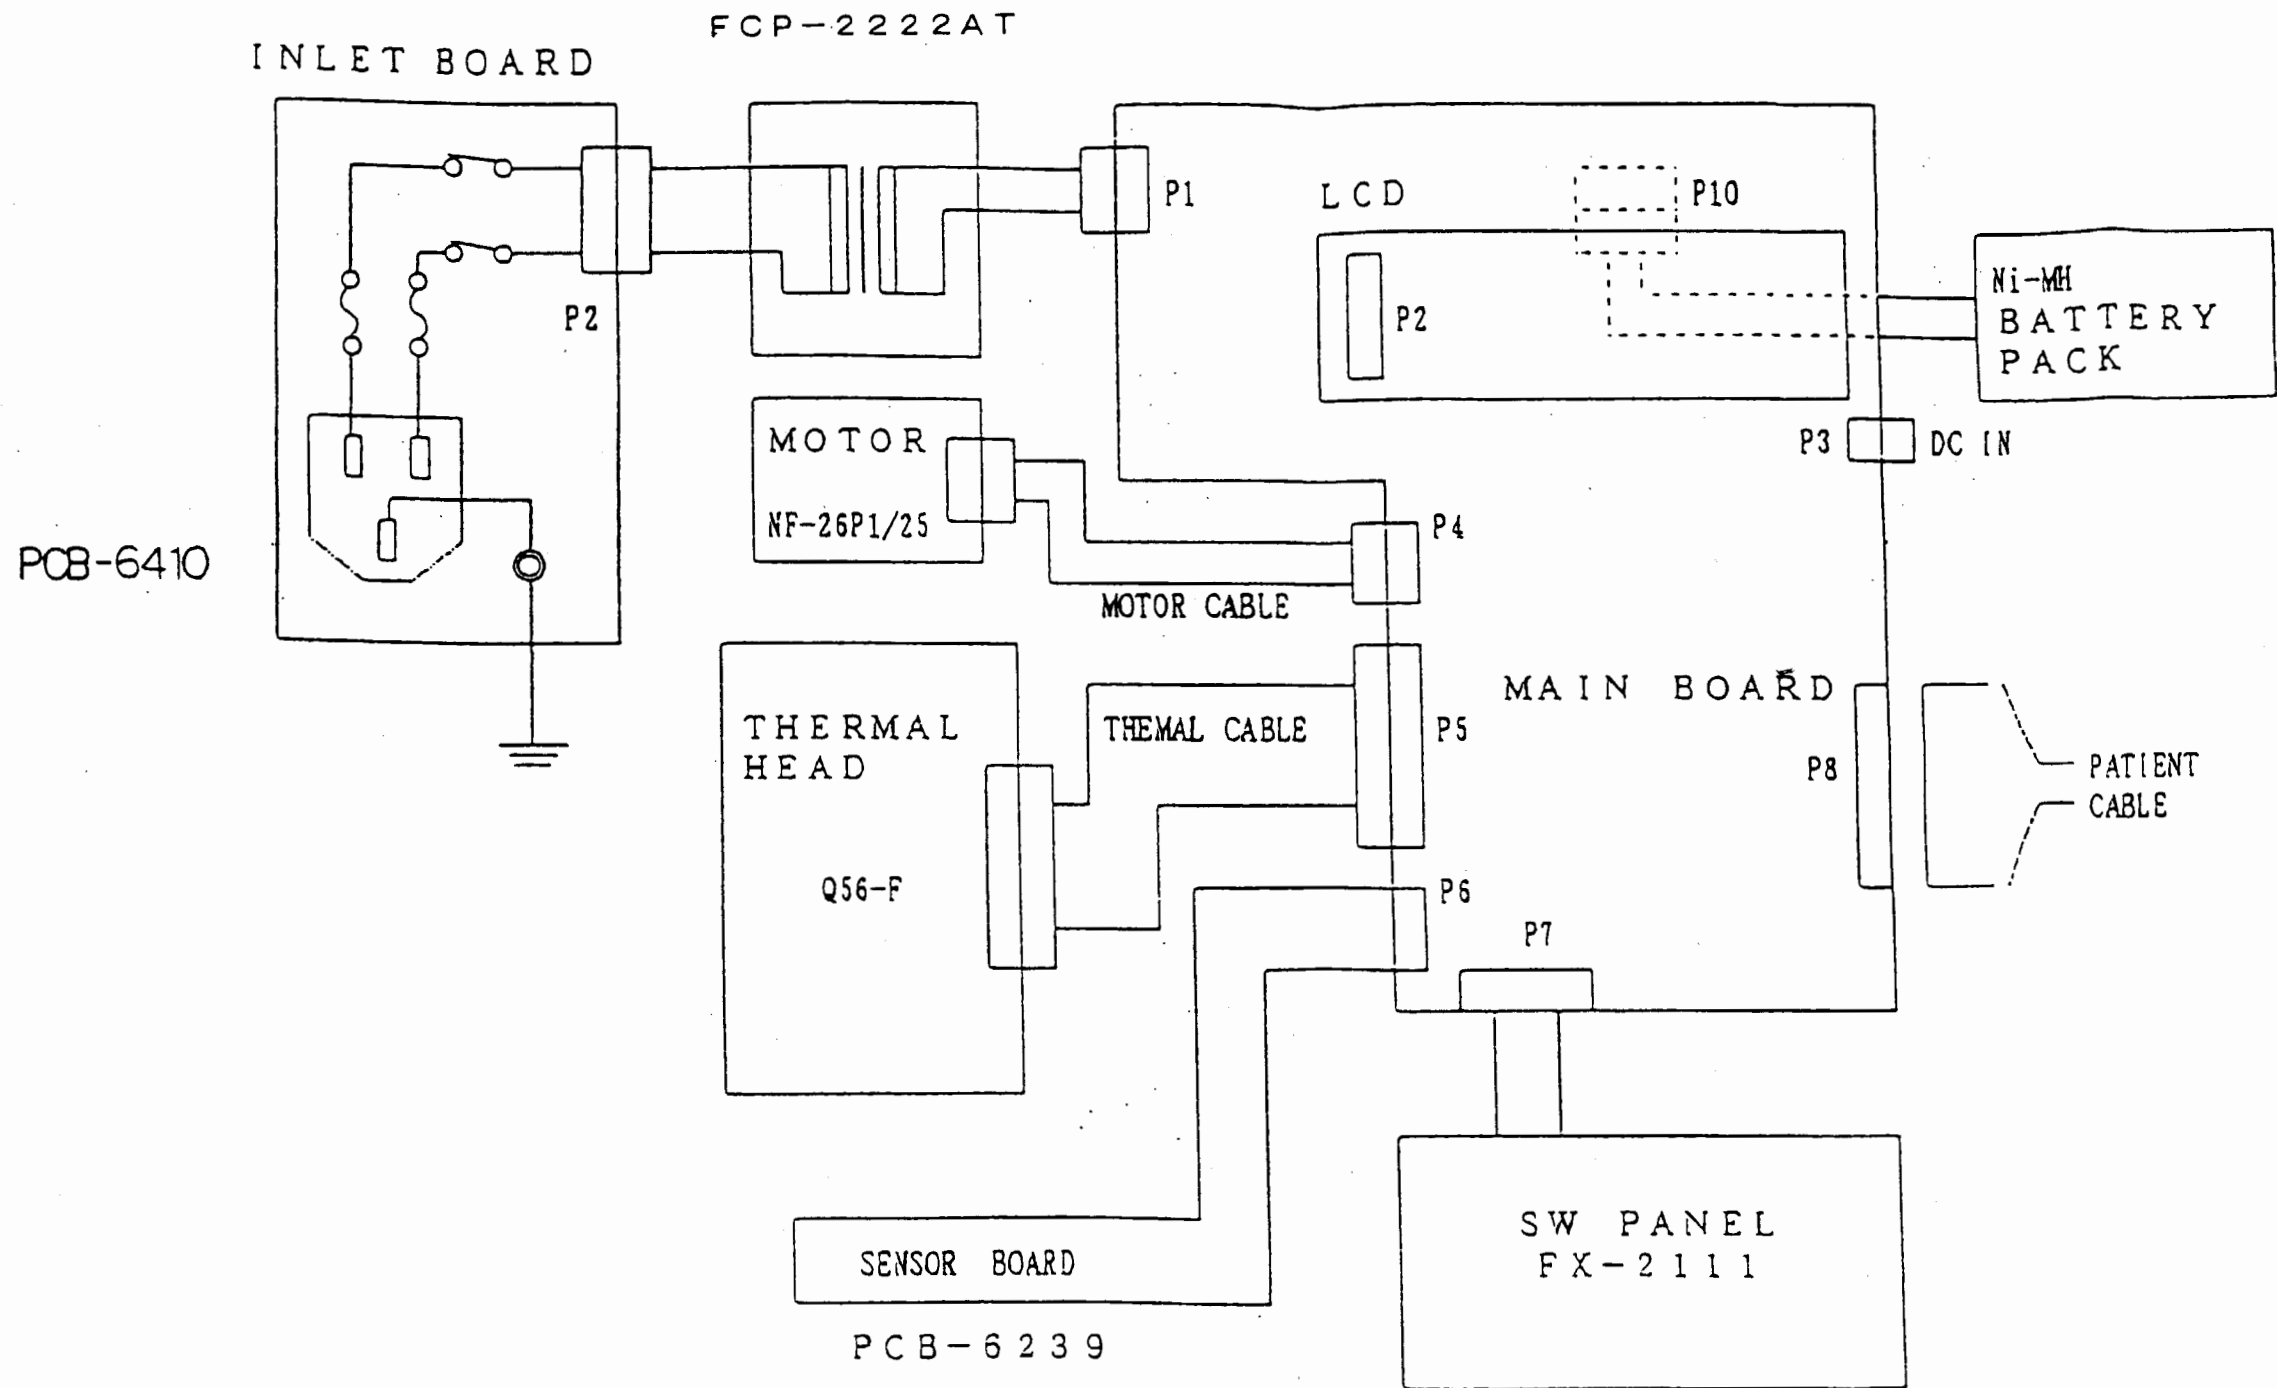 FCP-2222AT
INLET BOARD
P2
P1
LCD
P10
P2
Ni-MH
BATTERY
PACK
P3
DC IN
MOTOR
NF-26P1/25
P4
MOTOR CABLE
PCB-6410
THERMAL
HEAD
Q56-F
THEMAL CABLE
P5
MAIN BOARD
P8
PATIENT
CABLE
P6
P7
SENSOR BOARD
PCB-6239
SW PANEL
FX-2111